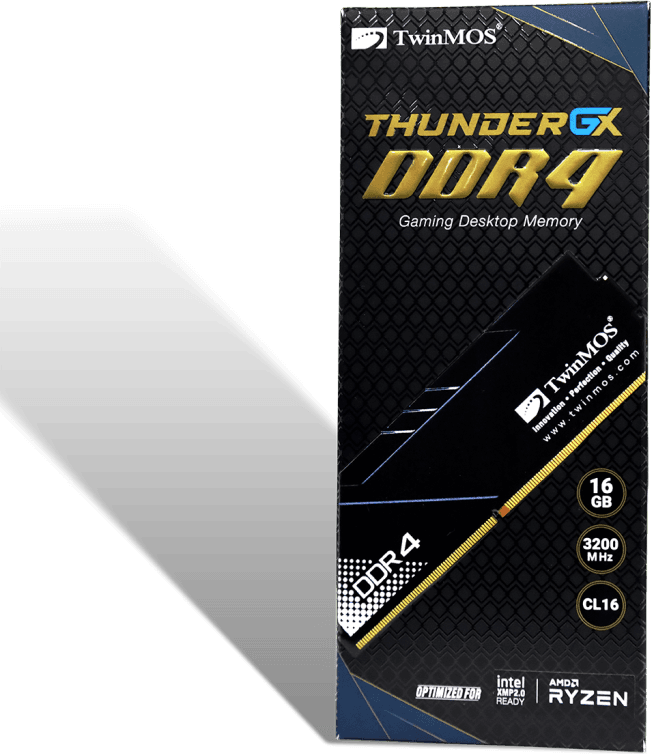 TwinMOS®
THUNDERGX
DDR4
Gaming Desktop Memory
TwinMOS®
Innovation • Perfection • Quality
www.twinmos.com
16
GB
3200
MHz
CL16
DDR4
OPTIMIZED FOR
intel
XMP2.0
READY
AMD
RYZEN